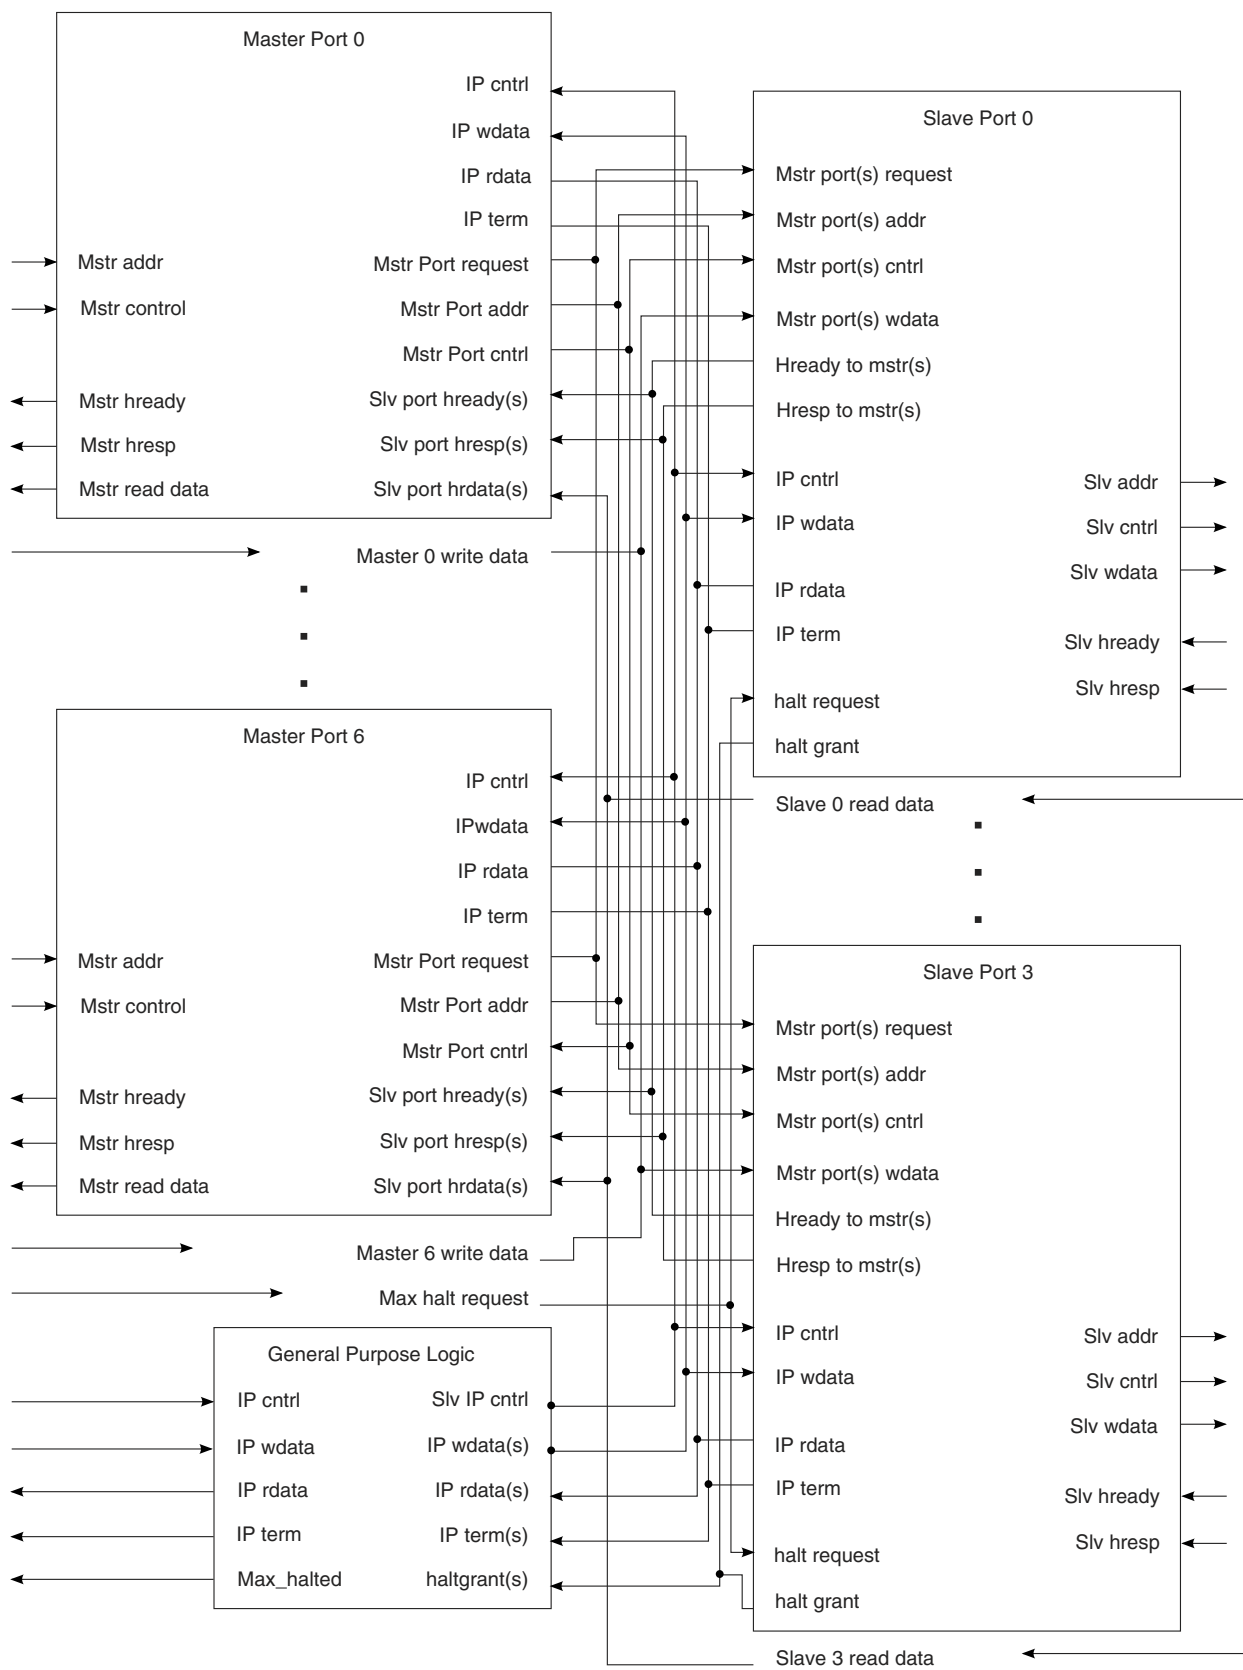 Master Port 0
IP cntrl
IP wdata
IP rdata
IP term
Mstr addr
Mstr Port request
Mstr control
Mstr Port addr
Mstr Port cntrl
Mstr hready
Slv port hready(s)
Mstr hresp
Slv port hresp(s)
Mstr read data
Slv port hrdata(s)
Master 0 write data
Master Port 6
IP cntrl
IPwdata
IP rdata
IP term
Mstr addr
Mstr Port request
Mstr control
Mstr Port addr
Mstr Port cntrl
Mstr hready
Slv port hready(s)
Mstr hresp
Slv port hresp(s)
Mstr read data
Slv port hrdata(s)
Master 6 write data
Max halt request
General Purpose Logic
IP cntrl
Slv IP cntrl
IP wdata
IP wdata(s)
IP rdata
IP rdata(s)
IP term
IP term(s)
Max_halted
haltgrant(s)
Slave Port 0
Mstr port(s) request
Mstr port(s) addr
Mstr port(s) cntrl
Mstr port(s) wdata
Hready to mstr(s)
Hresp to mstr(s)
IP cntrl
Slv addr
IP wdata
Slv cntrl
Slv wdata
IP rdata
IP term
Slv hready
Slv hresp
halt request
halt grant
Slave 0 read data
Slave Port 3
Mstr port(s) request
Mstr port(s) addr
Mstr port(s) cntrl
Mstr port(s) wdata
Hready to mstr(s)
Hresp to mstr(s)
IP cntrl
Slv addr
IP wdata
Slv cntrl
Slv wdata
IP rdata
IP term
Slv hready
Slv hresp
halt request
halt grant
Slave 3 read data